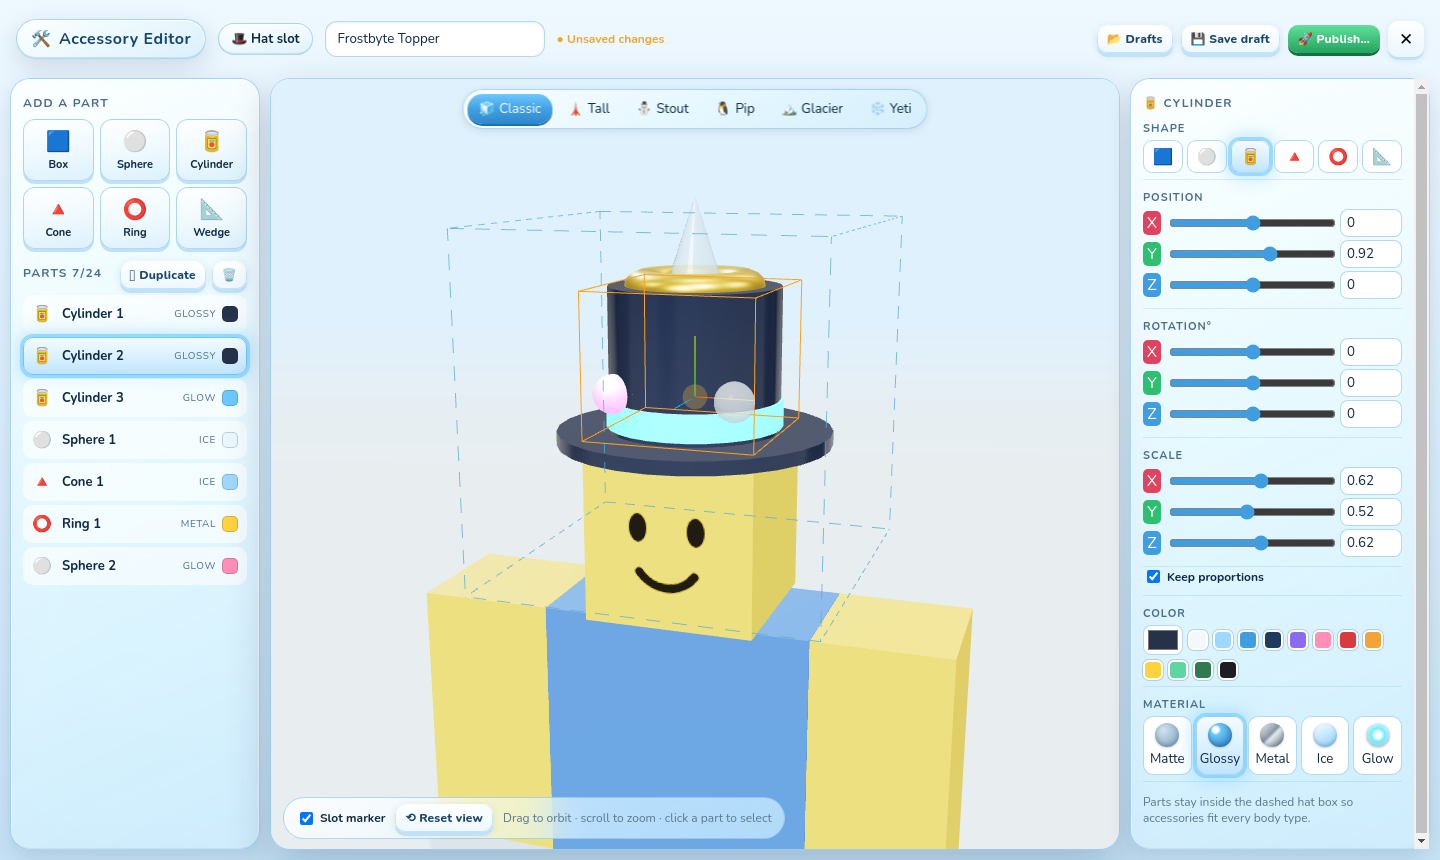 Accessory Editor
Hat slot
Frostbyte Topper
● Unsaved changes
Drafts
Save draft
Publish...
✕
ADD A PART
Box
Sphere
Cylinder
Cone
Ring
Wedge
PARTS 7/24
Duplicate
Cylinder 1 GLOSSY
Cylinder 2 GLOSSY
Cylinder 3 GLOW
Sphere 1 ICE
Cone 1 ICE
Ring 1 METAL
Sphere 2 GLOW
Classic
Tall
Stout
Pip
Glacier
Yeti
Slot marker
⟲ Reset view
Drag to orbit · scroll to zoom · click a part to select
CYLINDER
SHAPE
POSITION
X 0
Y 0.92
Z 0
ROTATION°
X 0
Y 0
Z 0
SCALE
X 0.62
Y 0.52
Z 0.62
Keep proportions
COLOR
MATERIAL
Matte
Glossy
Metal
Ice
Glow
Parts stay inside the dashed hat box so
accessories fit every body type.